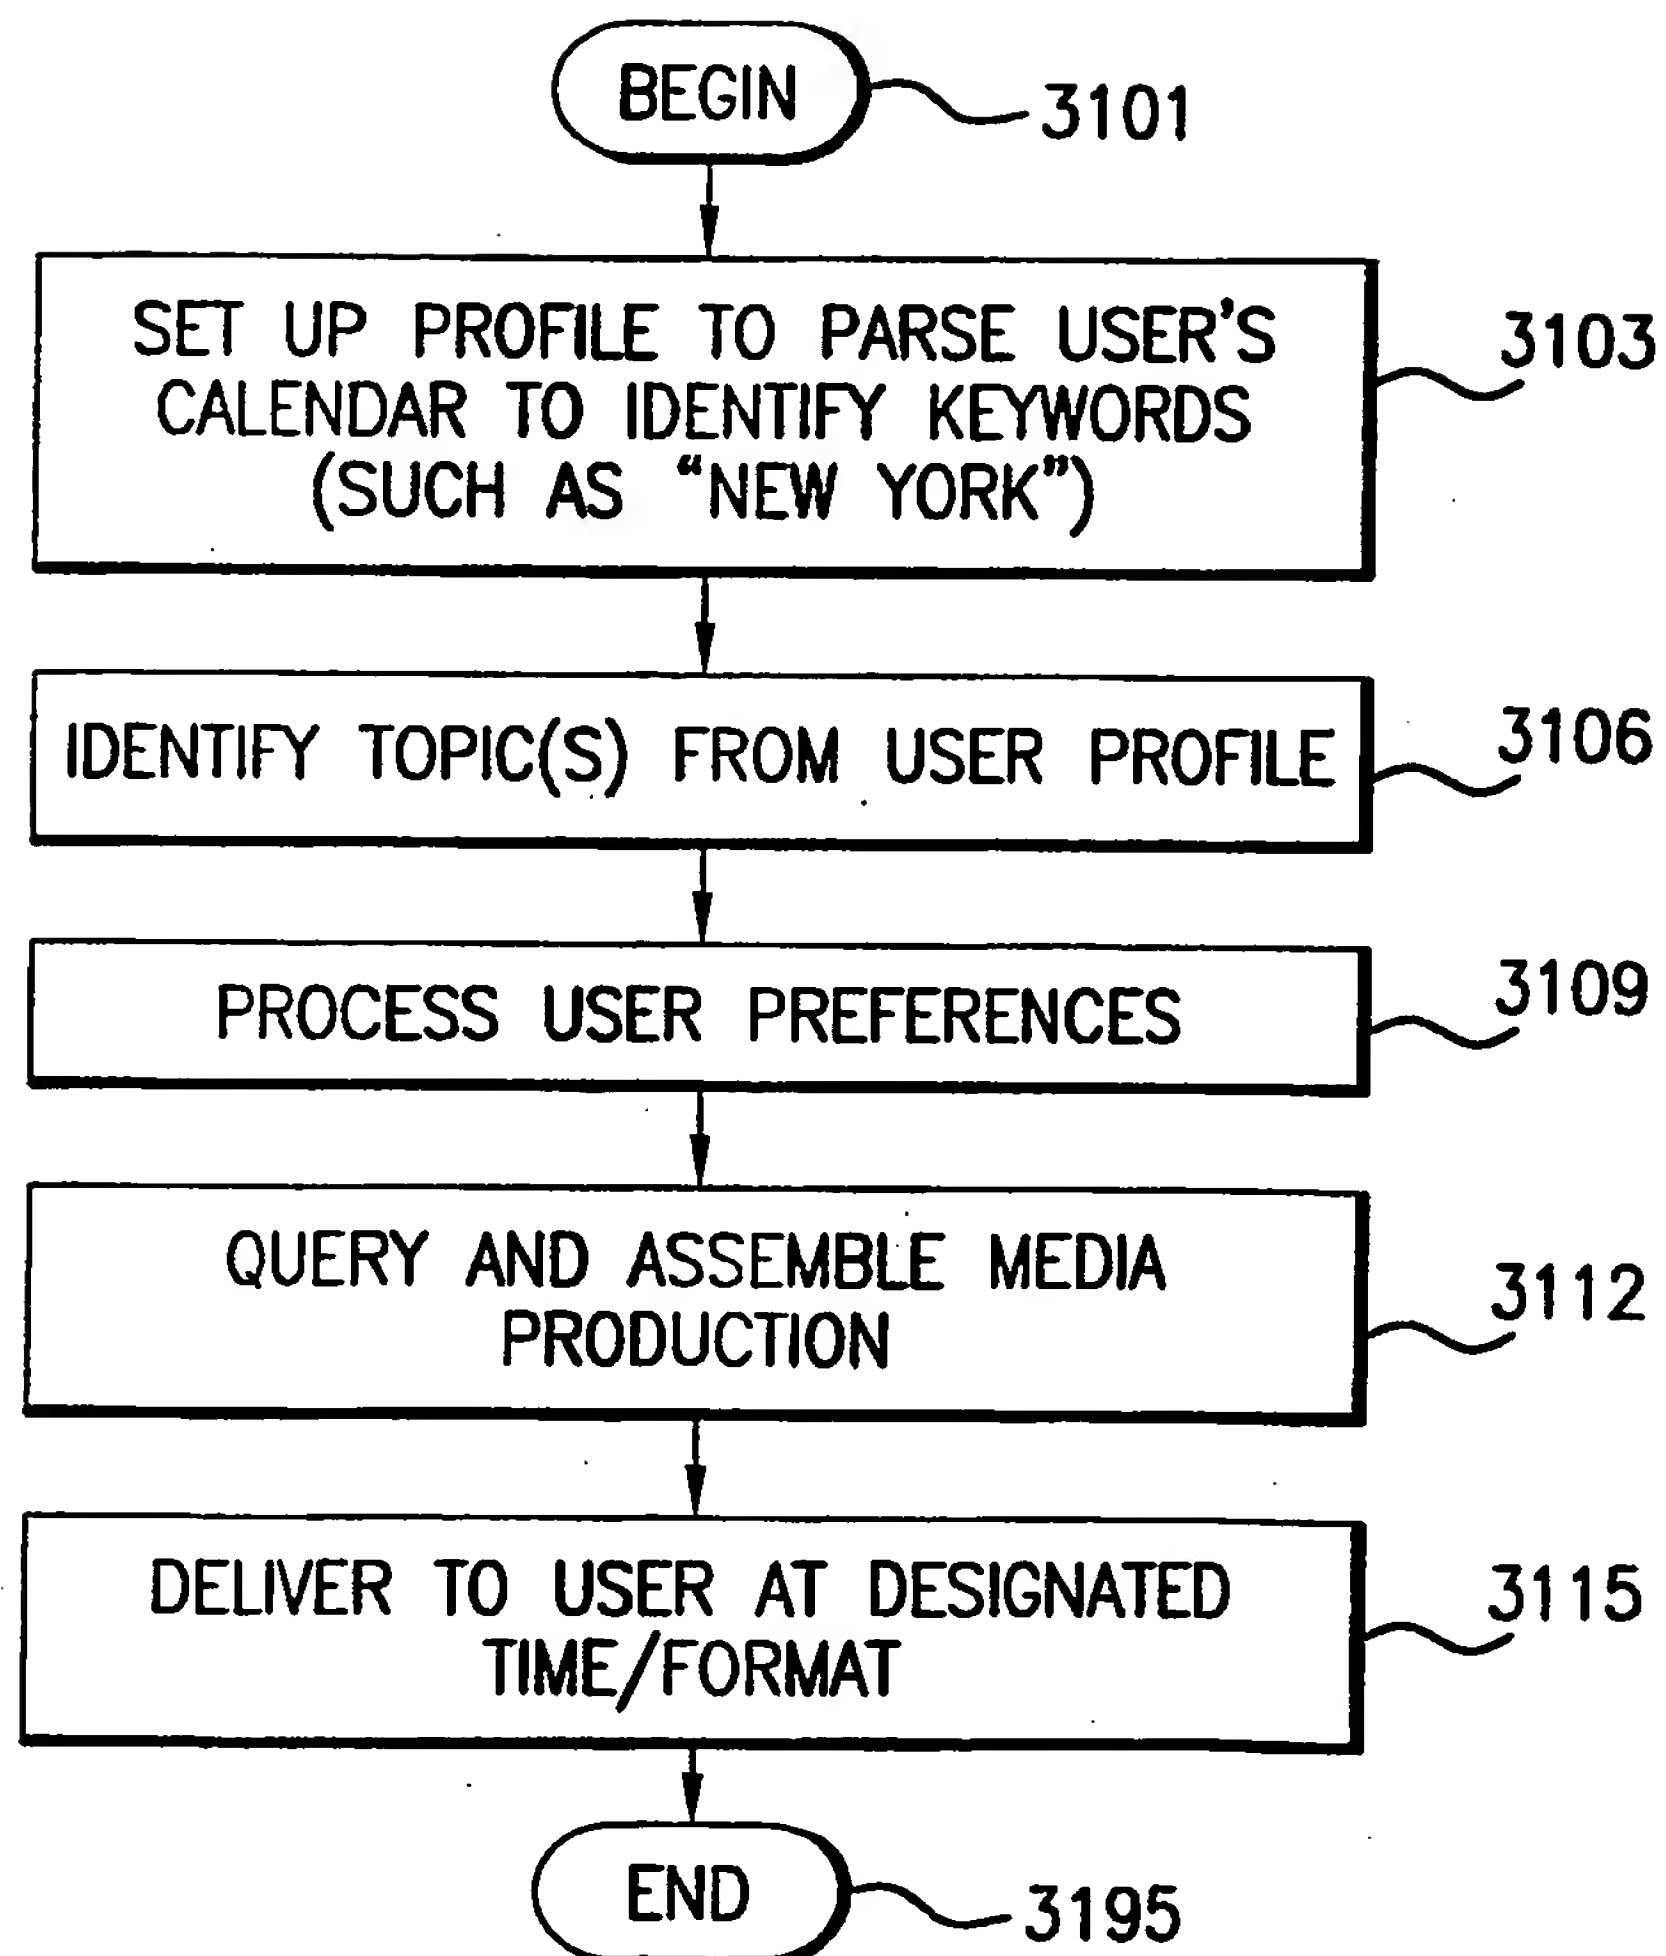 BEGIN
3101
SET UP PROFILE TO PARSE USER'S
CALENDAR TO IDENTIFY KEYWORDS
(SUCH AS “NEW YORK”)
3103
IDENTIFY TOPIC(S) FROM USER PROFILE
3106
PROCESS USER PREFERENCES
3109
QUERY AND ASSEMBLE MEDIA
PRODUCTION
3112
DELIVER TO USER AT DESIGNATED
TIME/FORMAT
3115
END
3195